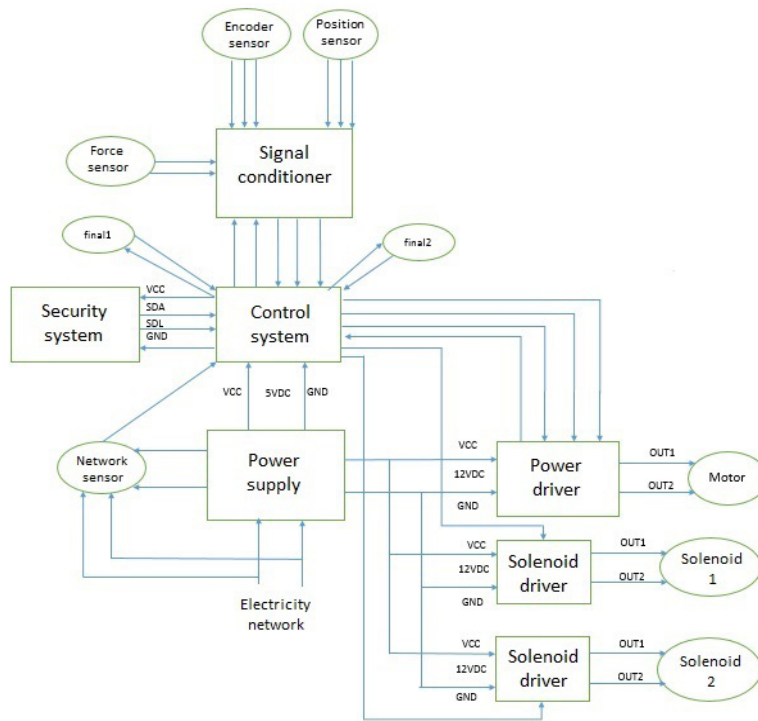 Encoder
sensor
Position
sensor
Force
sensor
Signal
conditioner
final1
final2
Security
system
VCC
SDA
SDL
GND
Control
system
VCC
5VDC
GND
Network
sensor
Power
supply
VCC
12VDC
GND
Power
driver
OUT1
OUT2
Motor
VCC
12VDC
GND
Solenoid
driver
OUT1
OUT2
Solenoid
1
Electricity
network
VCC
12VDC
GND
Solenoid
driver
OUT1
OUT2
Solenoid
2